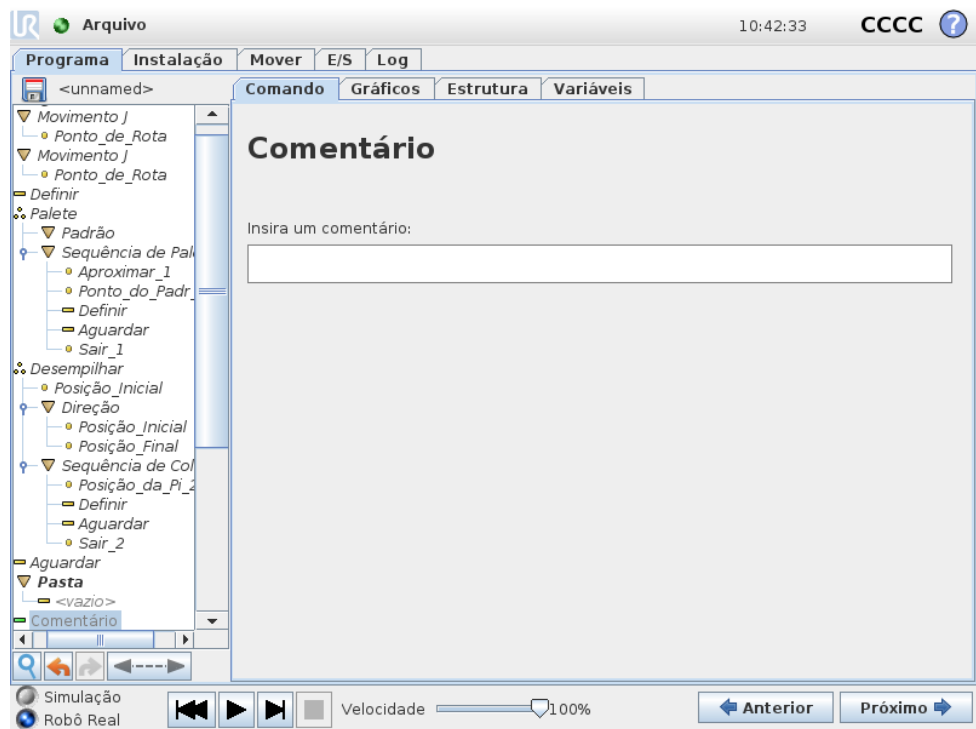 UR Arquivo 10:42:33 CCCC ?
Programa Instalação Mover E/S Log
<unnamed>
Comando Gráficos Estrutura Variáveis
Movimento J
Ponto_de_Rota
Movimento J
Ponto_de_Rota
Definir
Palete
Padrão
Sequência de Pal
Aproximar_1
Ponto_do_Padr_
Definir
Aguardar
Sair_1
Desempilhar
Posição_Inicial
Direção
Posição_Inicial
Posição_Final
Sequência de Col
Posição_da_Pi_2
Definir
Aguardar
Sair_2
Aguardar
Pasta
<vazio>
Comentário
Comentário
Insira um comentário:
Simulação
Robô Real
Velocidade 100%
Anterior Próximo